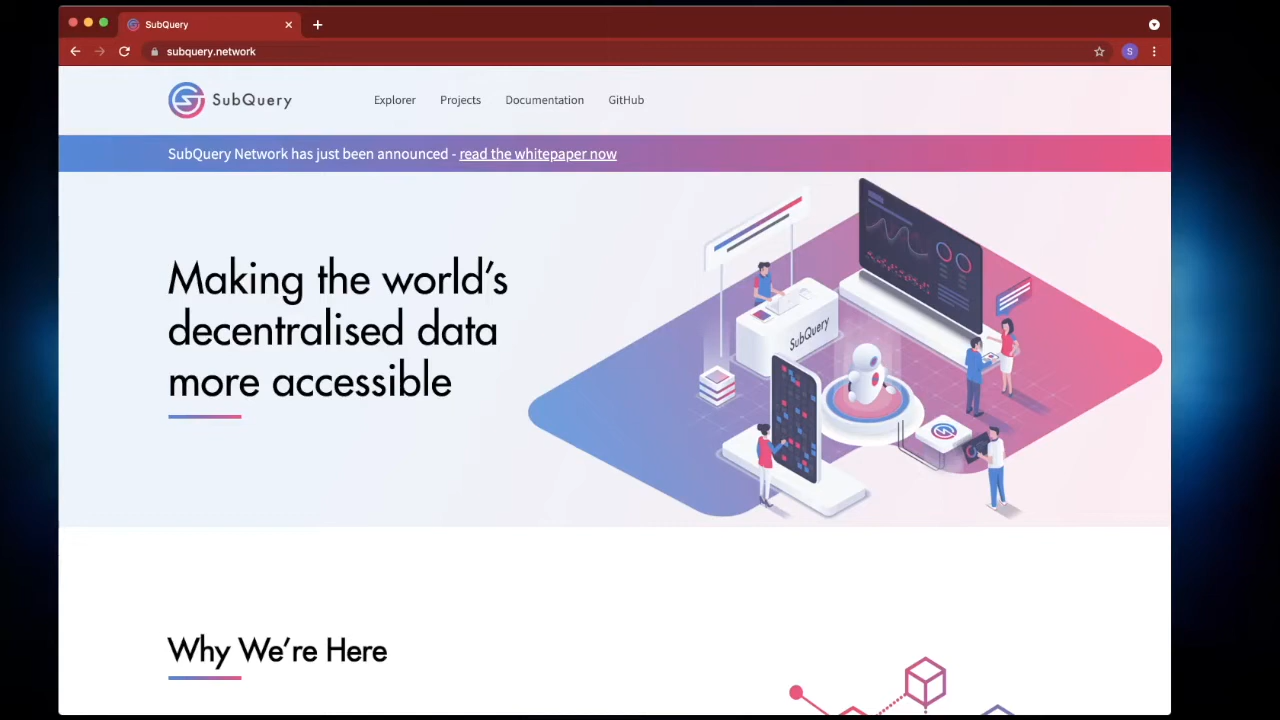 SubQuery
subquery.network
S
SubQuery
Explorer
Projects
Documentation
GitHub
SubQuery Network has just been announced - read the whitepaper now
Making the world's
decentralised data
more accessible
SubQuery
Why We're Here